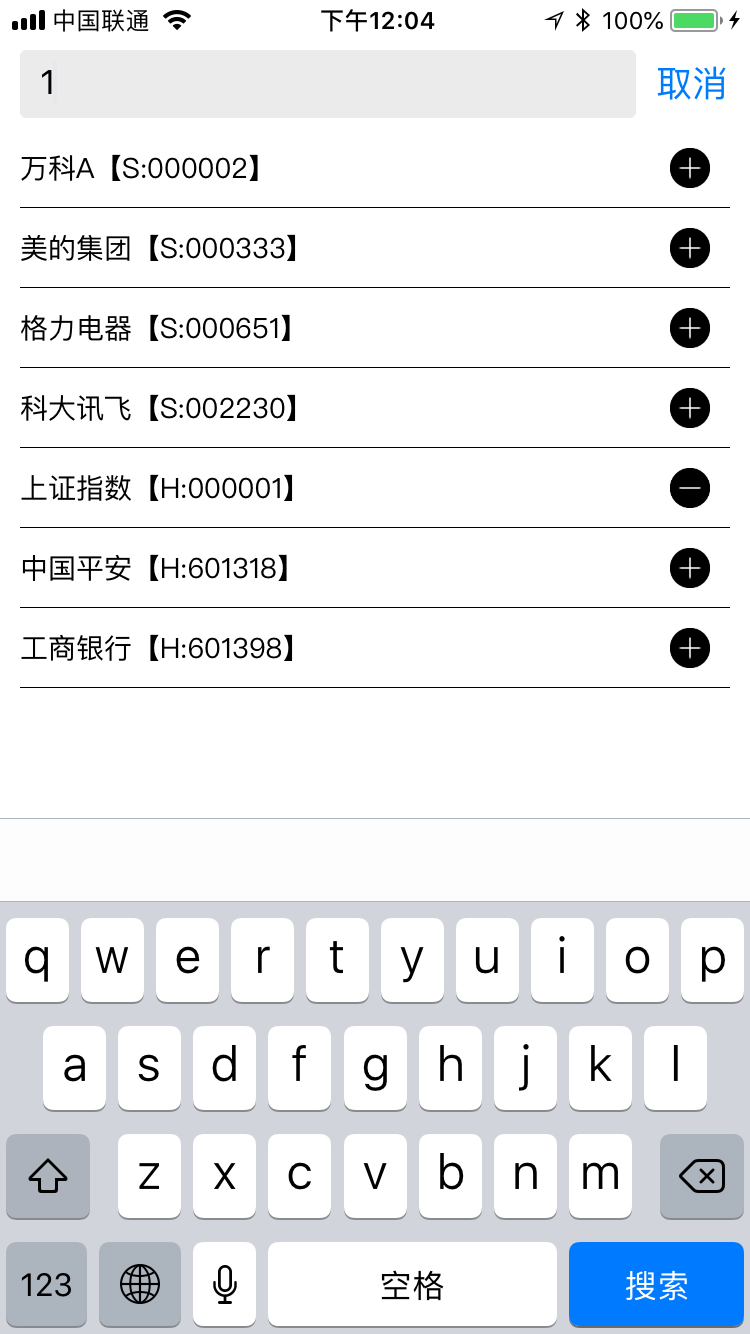 中国联通 下午12:04 100%
1 取消
万科A【S:000002】
美的集团【S:000333】
格力电器【S:000651】
科大讯飞【S:002230】
上证指数【H:000001】
中国平安【H:601318】
工商银行【H:601398】
q w e r t y u i o p
a s d f g h j k l
z x c v b n m
123 空格 搜索